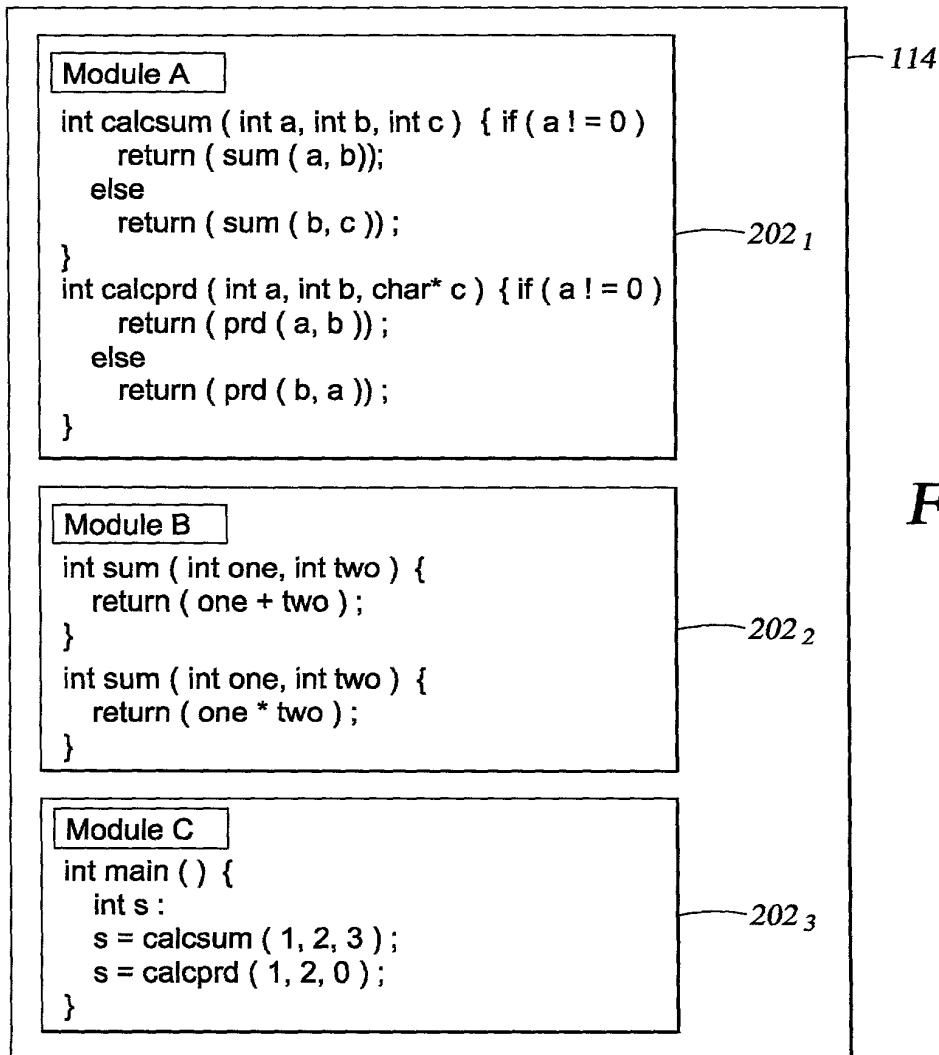 114
Module A
int calcsum ( int a, int b, int c )  { if ( a ! = 0 )
return ( sum ( a, b));
else
return ( sum ( b, c )) ;
}
int calcprd ( int a, int b, char* c )  { if ( a ! = 0 )
return ( prd ( a, b )) ;
else
return ( prd ( b, a )) ;
}
202 1
Module B
int sum ( int one, int two )  {
return ( one + two ) ;
}
int sum ( int one, int two )  {
return ( one * two ) ;
}
202 2
F
Module C
int main ( )  {
int s :
s = calcsum ( 1, 2, 3 ) ;
s = calcprd ( 1, 2, 0 ) ;
}
202 3